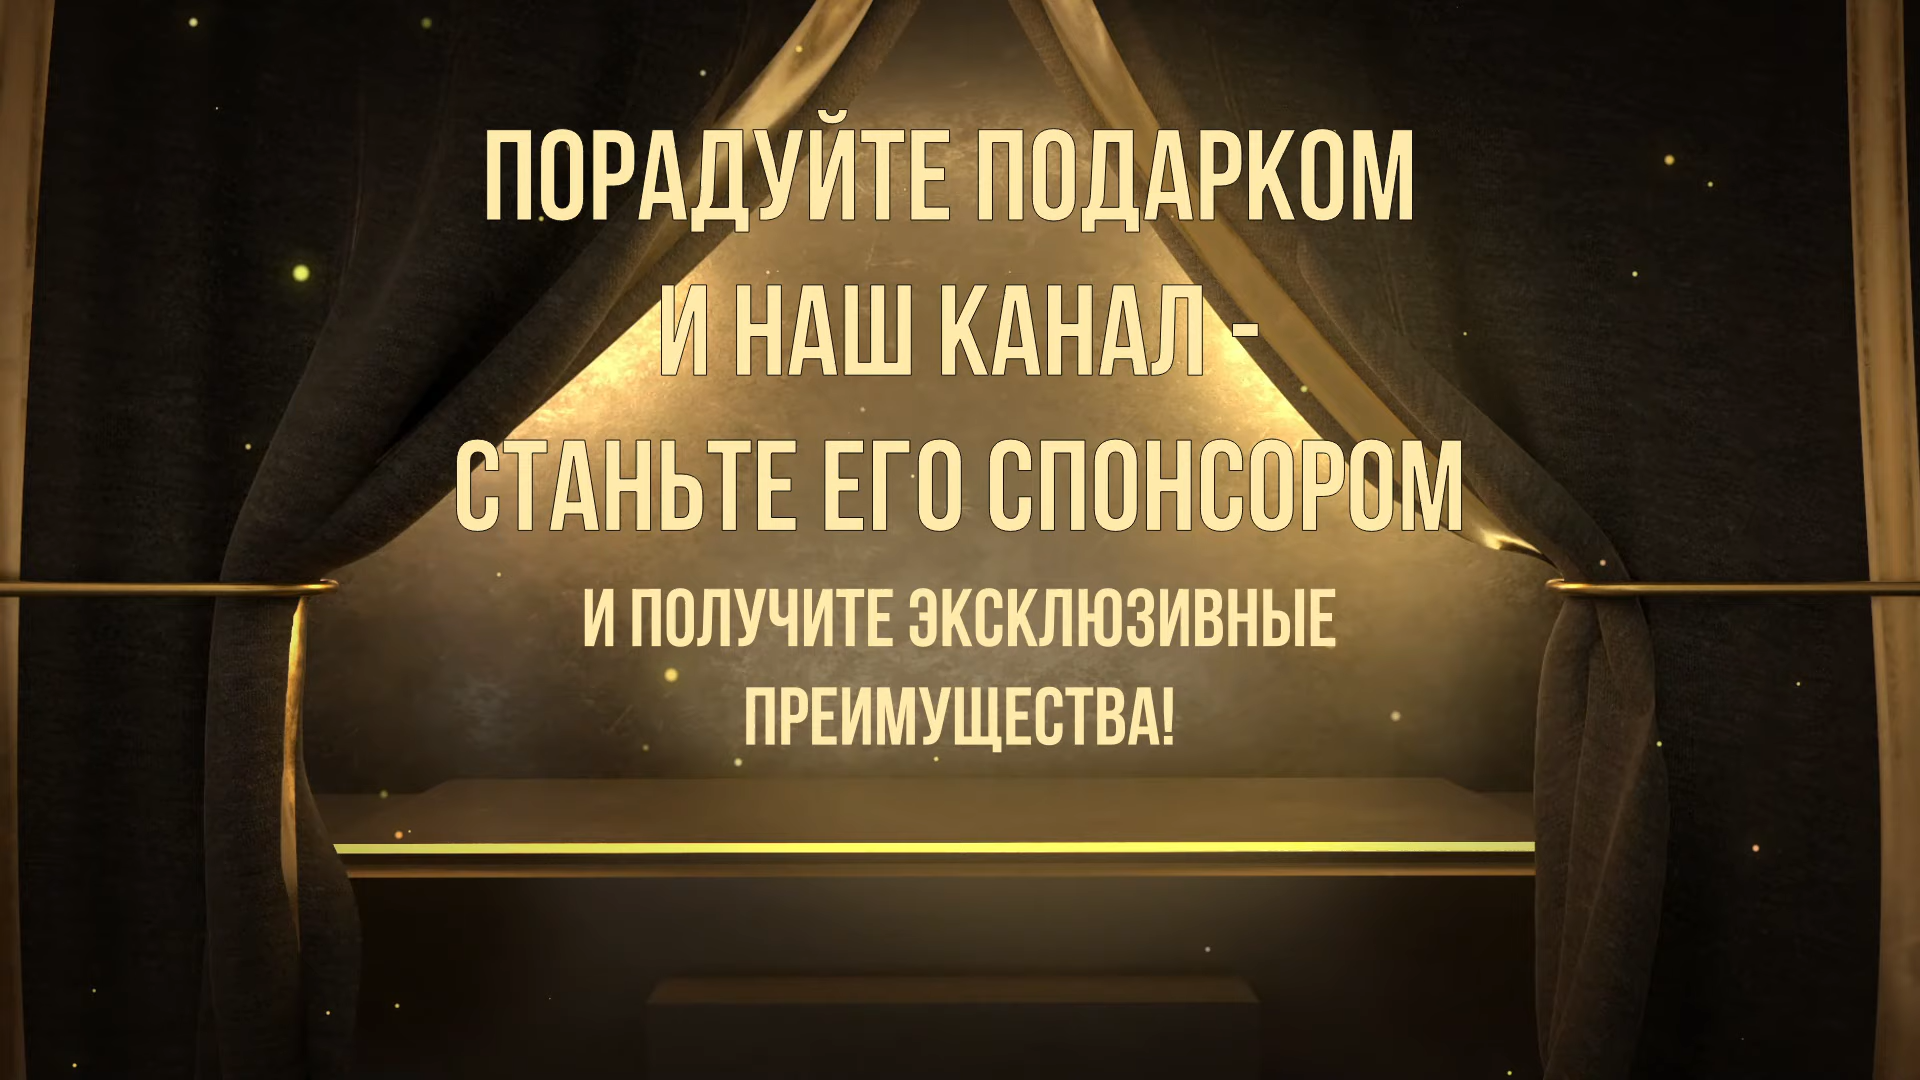 ПОРАДУЙТЕ ПОДАРКОМ
И НАШ КАНАЛ -
СТАНЬТЕ ЕГО СПОНСОРОМ
И ПОЛУЧИТЕ ЭКСКЛЮЗИВНЫЕ
ПРЕИМУЩЕСТВА!